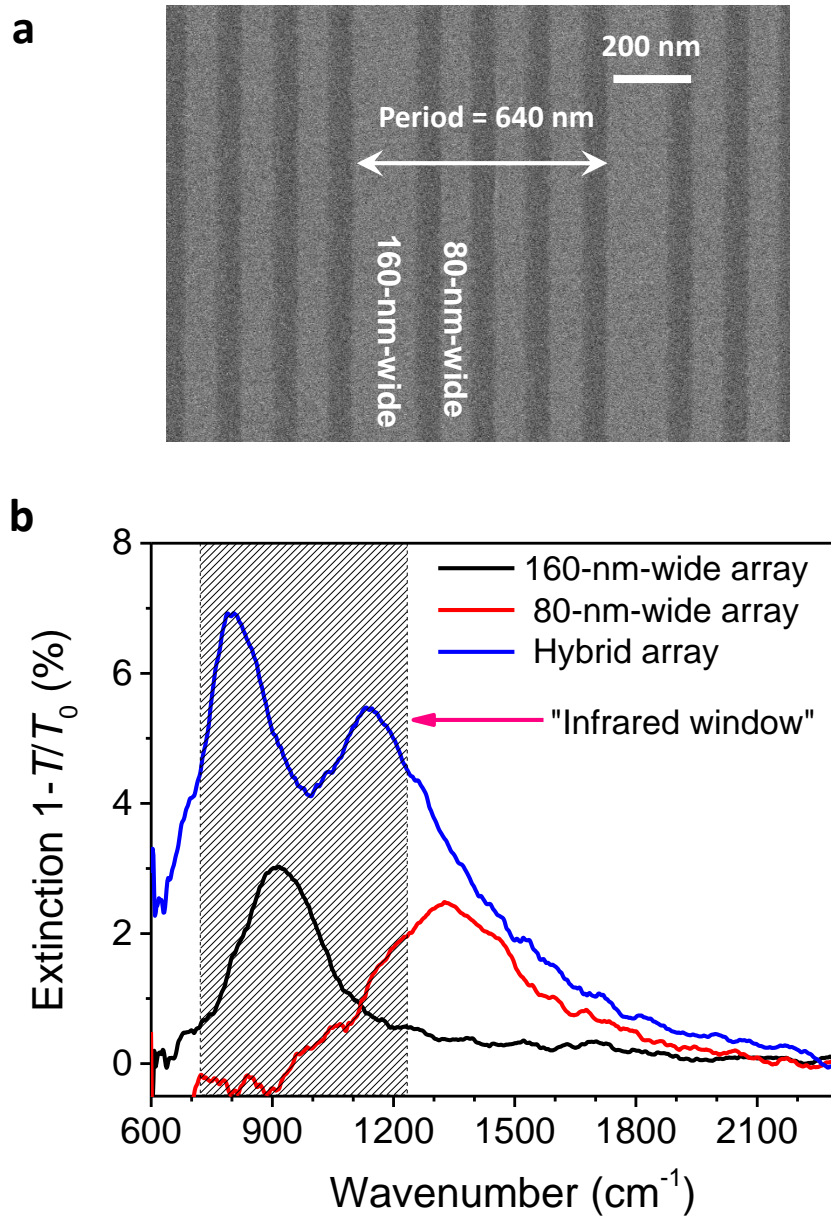 a
200 nm
Period = 640 nm
160-nm-wide
80-nm-wide
b
8
6
4
2
0
Extinction 1-T/T₀ (%)
160-nm-wide array
80-nm-wide array
Hybrid array
"Infrared window"
600 900 1200 1500 1800 2100
Wavenumber (cm⁻¹)